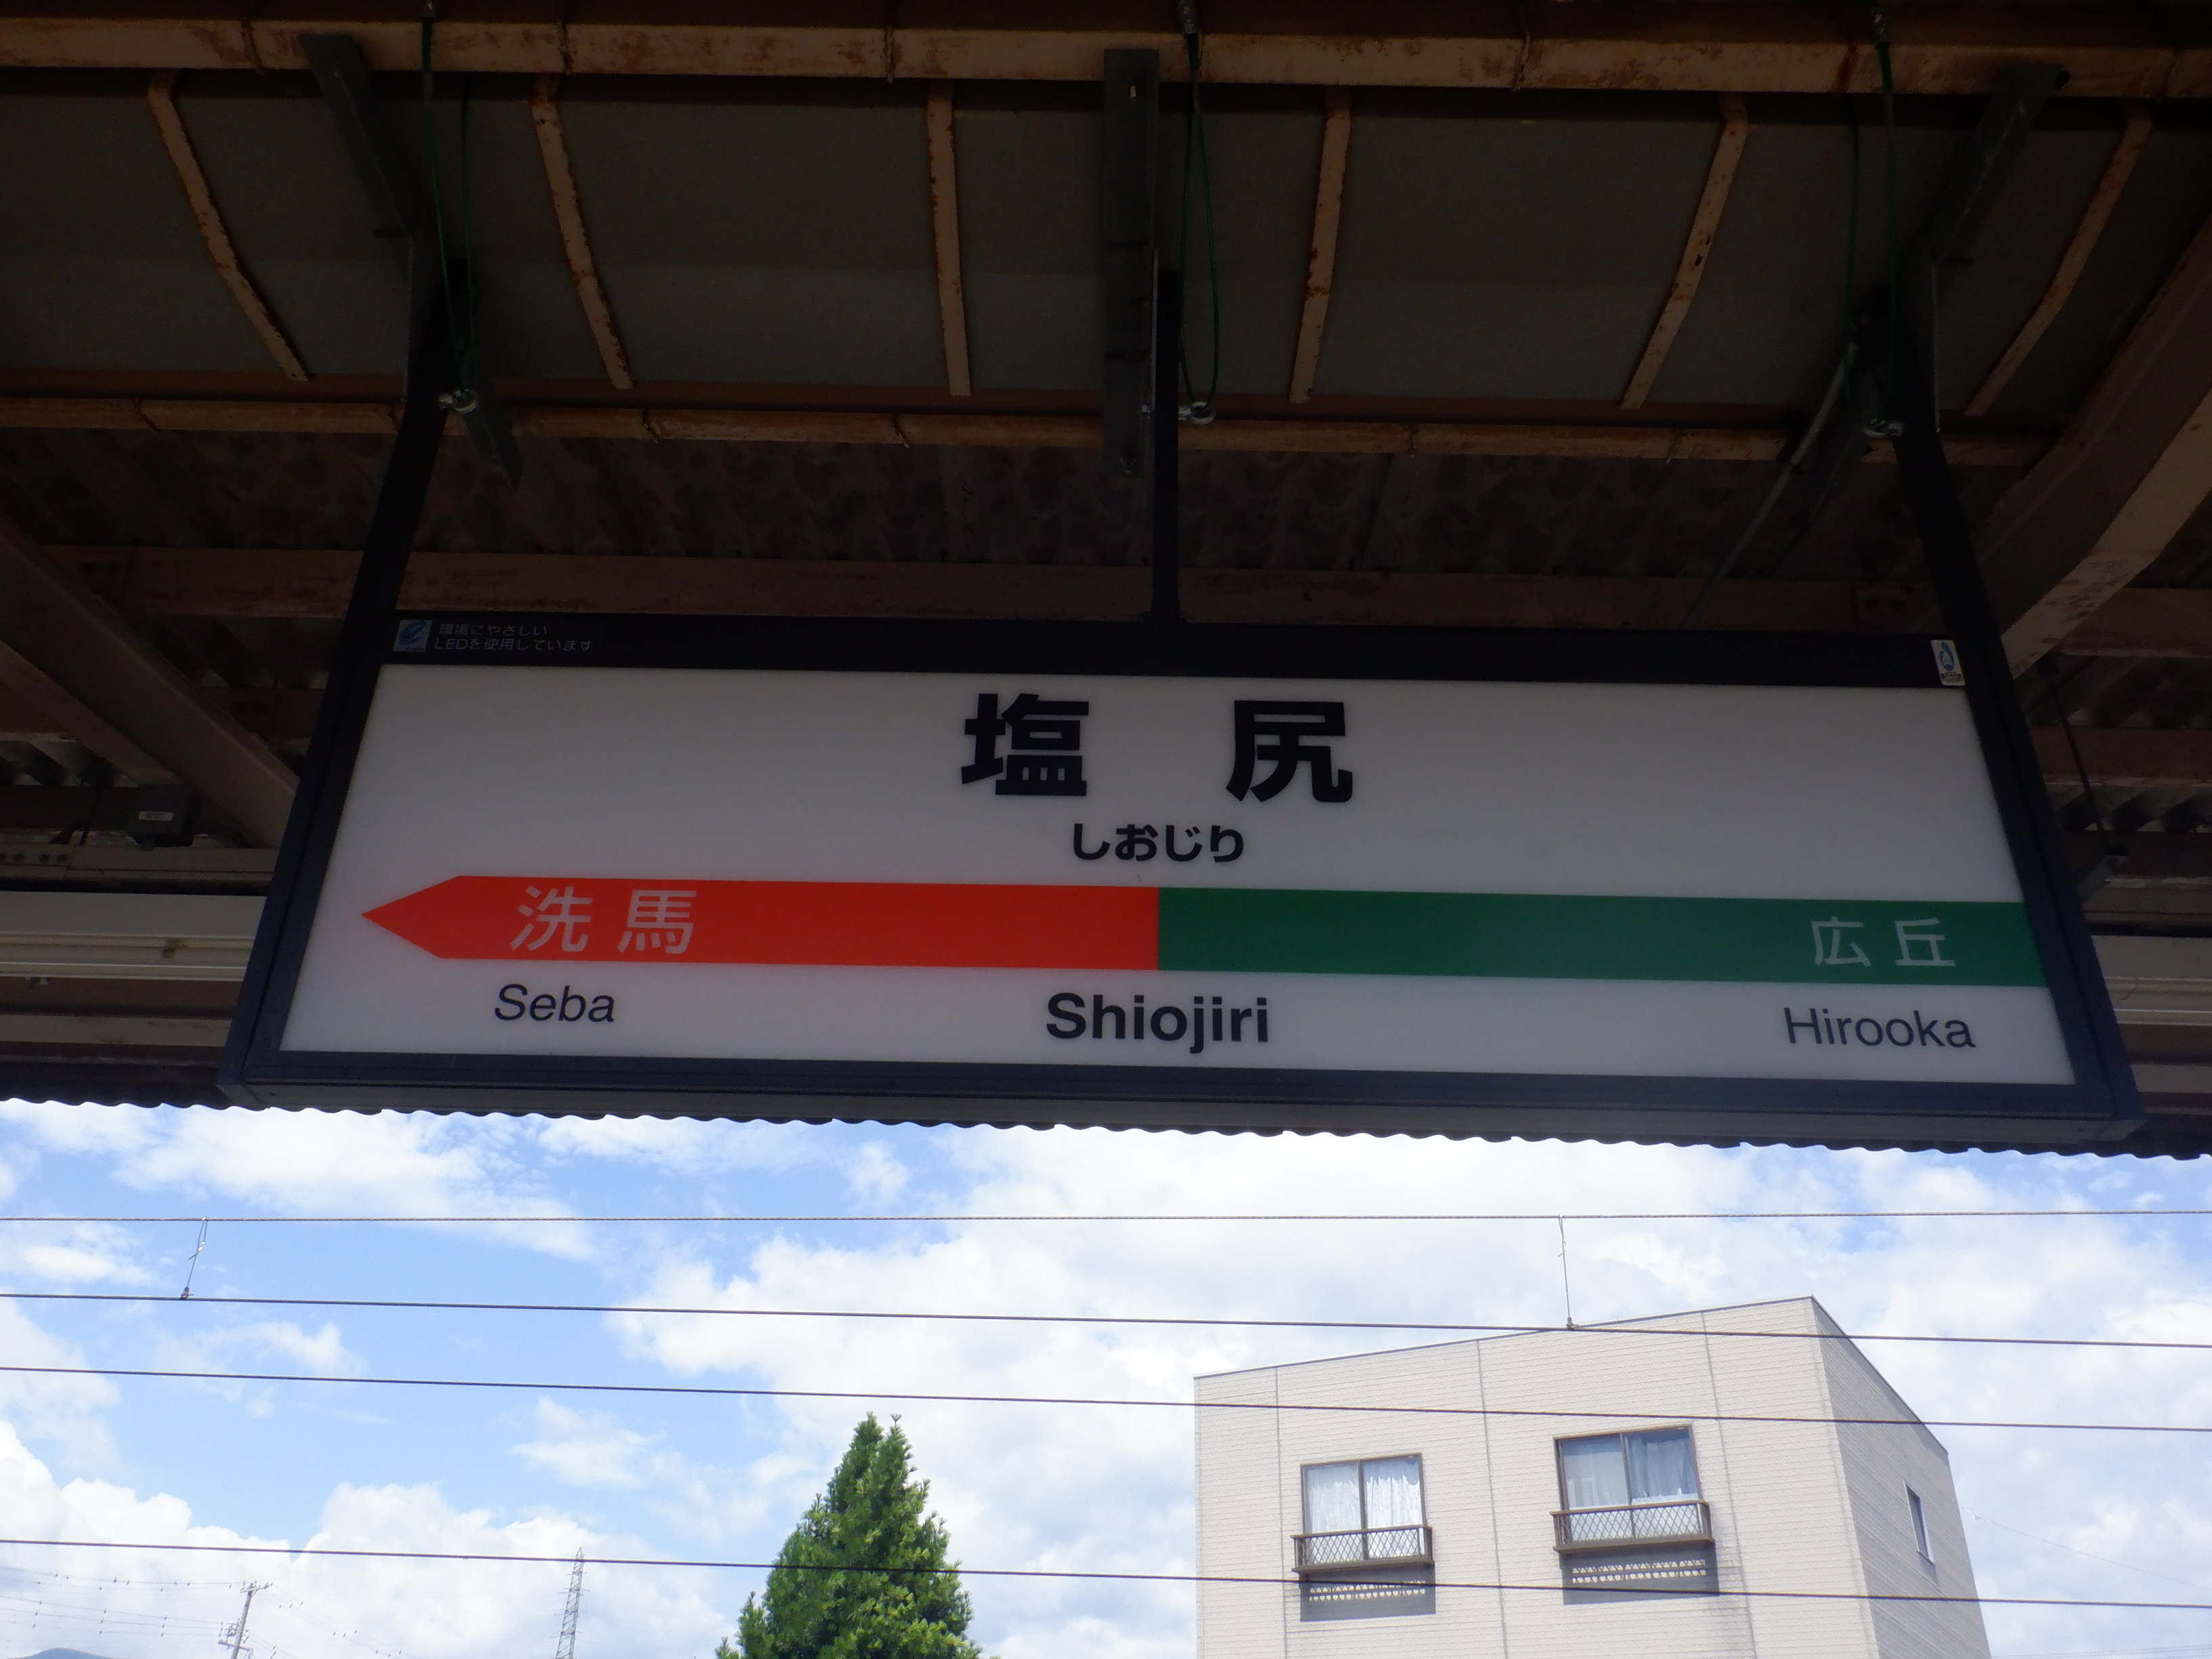 環境にやさしい
LEDを使用しています
塩尻
しおじり
洗馬 広丘
Seba Shiojiri Hirooka